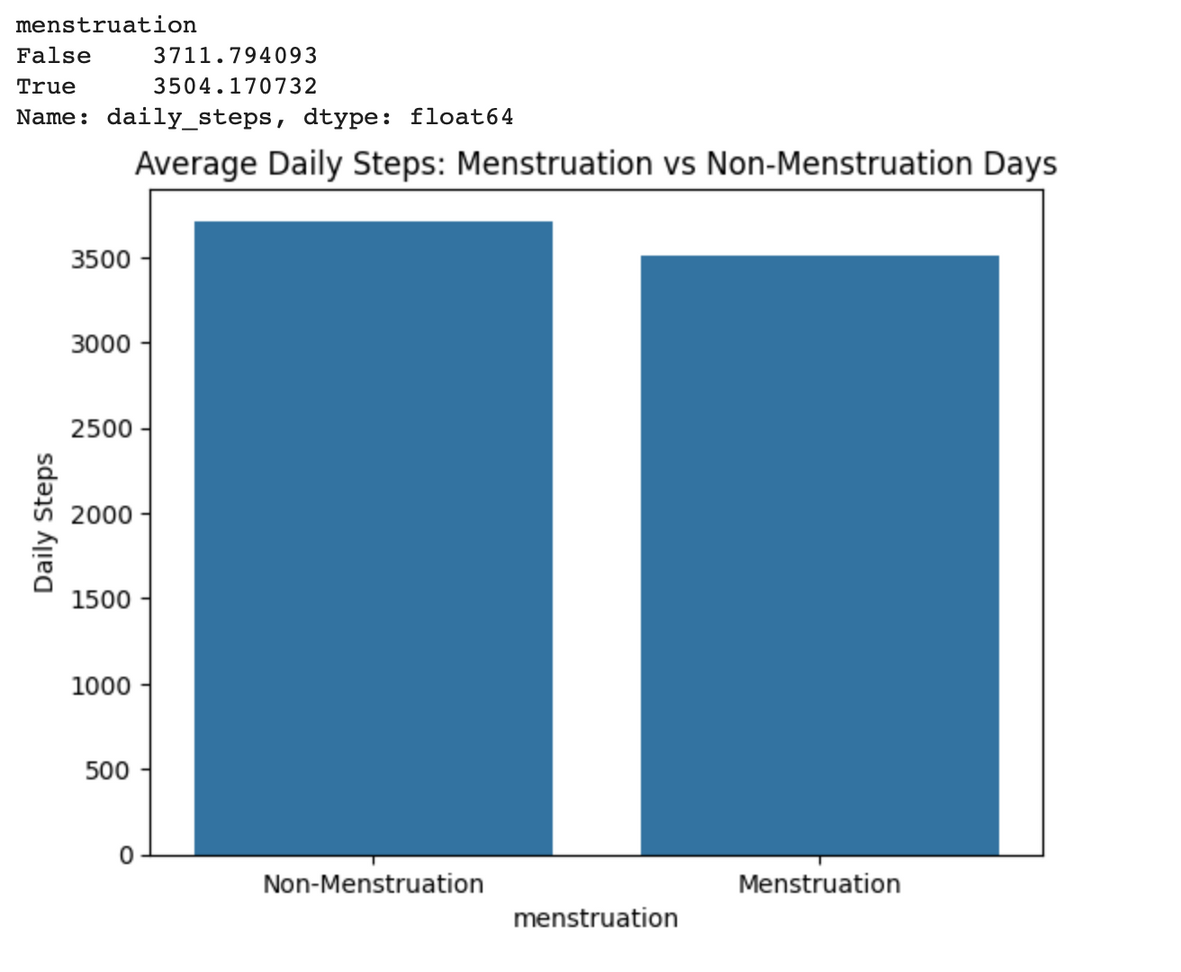 menstruation
False    3711.794093
True     3504.170732
Name: daily_steps, dtype: float64
Average Daily Steps: Menstruation vs Non-Menstruation Days
3500
3000
2500
2000
1500
1000
500
0
Daily Steps
Non-Menstruation Menstruation
menstruation